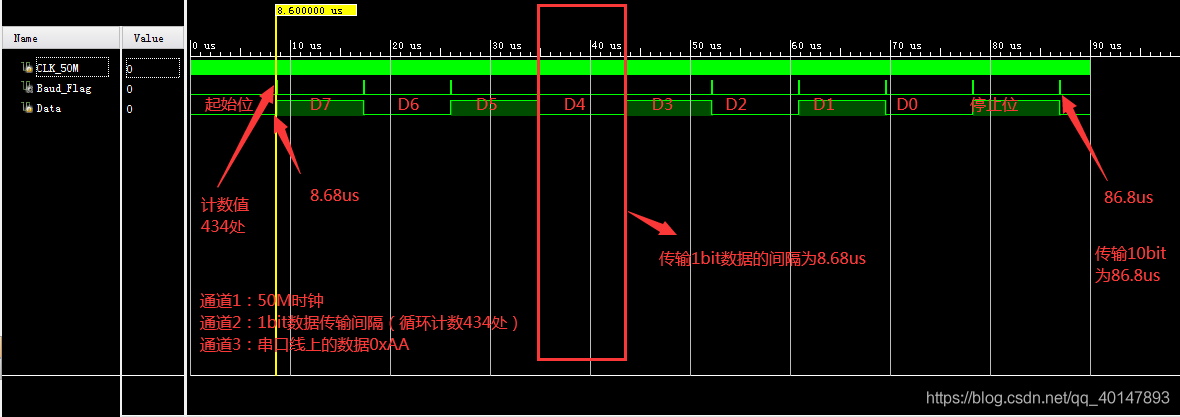 8.600000 us
Name
Value
0 us
10 us
20 us
30 us
40 us
50 us
60 us
70 us
80 us
90 us
CLK_50M
0
Baud_Flag
0
Data
0
起始位
D7
D6
D5
D4
D3
D2
D1
D0
停止位
计数值
434处
8.68us
86.8us
传输1bit数据的间隔为8.68us
传输10bit
为86.8us
通道1：50M时钟
通道2：1bit数据传输间隔（循环计数434处）
通道3：串口线上的数据0xAA
https://blog.csdn.net/qq_40147893